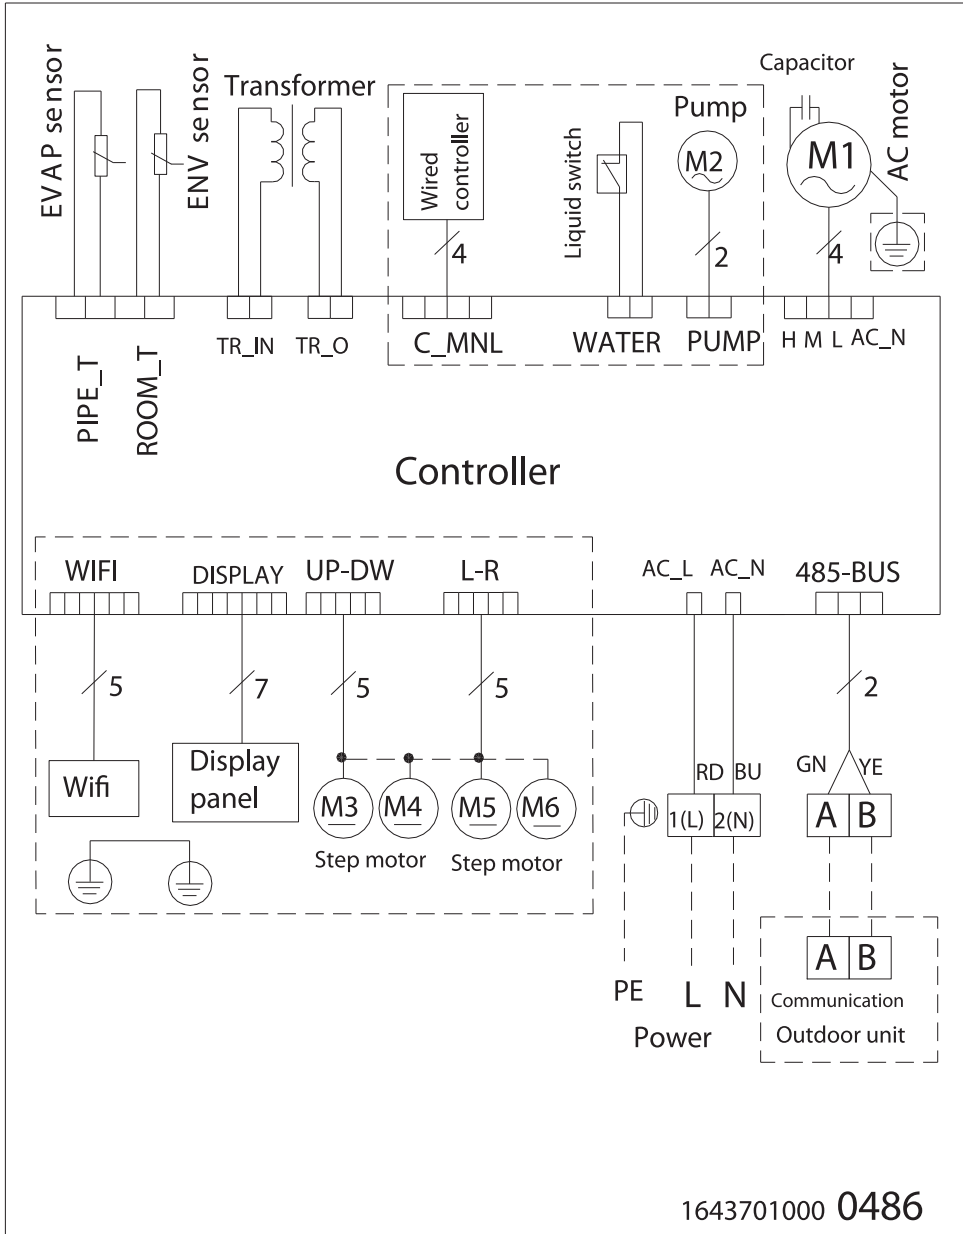 EVAP sensor
ENV sensor
Transformer
Wired
controller
Liquid switch
Pump
M2
Capacitor
M1
AC motor
4
2
4
PIPE_T
ROOM_T
TR_IN
TR_O
C_MNL
WATER
PUMP
H M L AC_N
Controller
WIFI
DISPLAY
UP-DW
L-R
AC_L
AC_N
485-BUS
5
7
5
5
2
Wifi
Display
panel
M3
M4
M5
M6
Step motor
Step motor
RD
BU
1(L)
2(N)
GN
YE
A
B
A
B
PE
L
N
Power
Communication
Outdoor unit
1643701000 0486